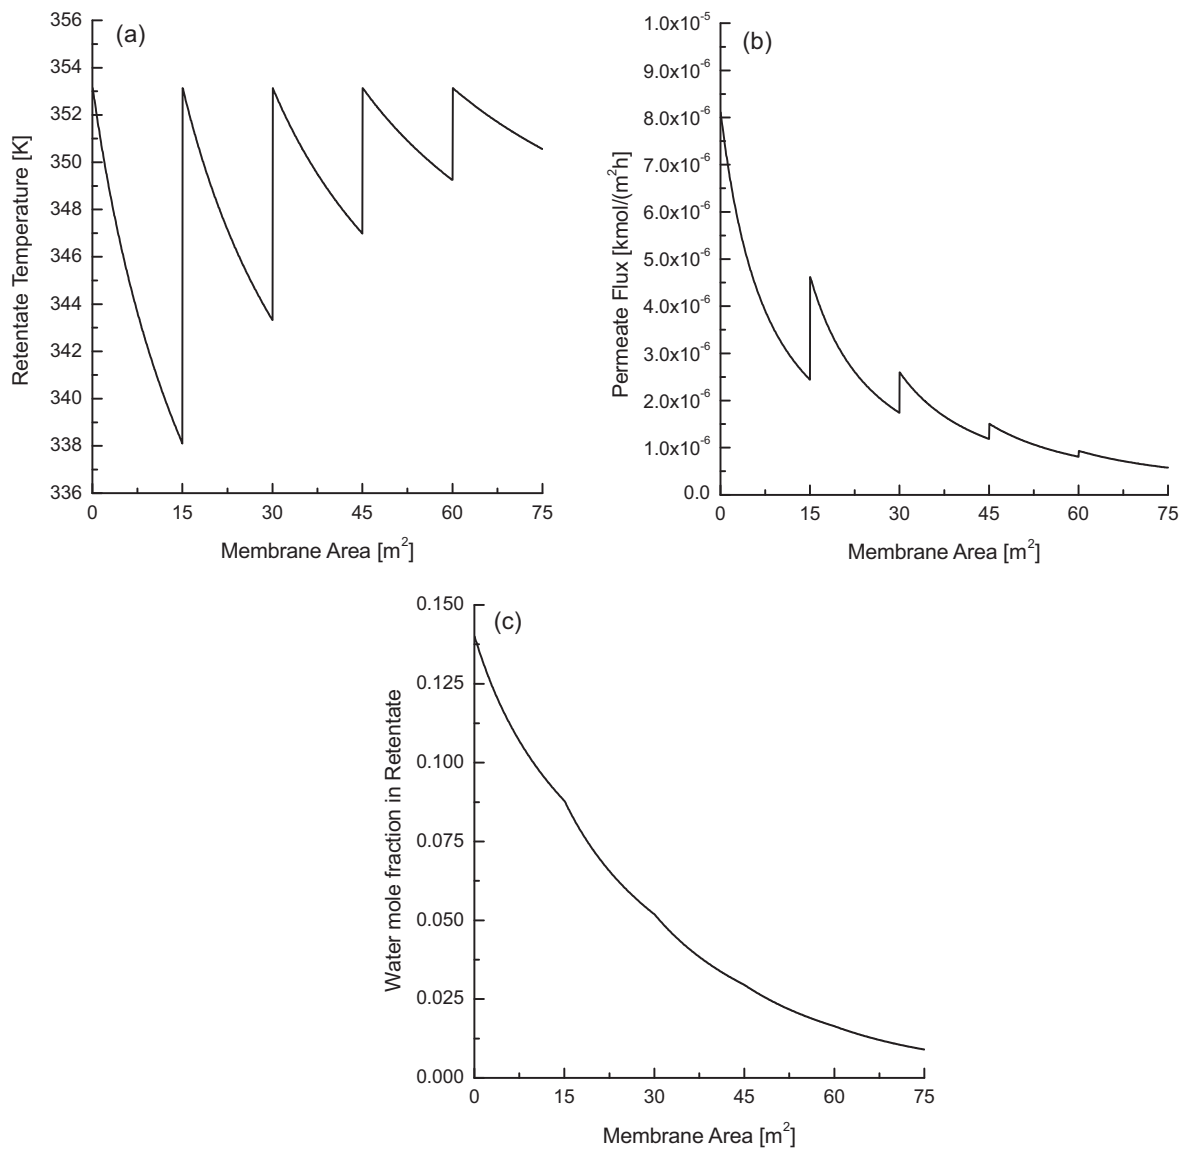 (a)
Retentate Temperature [K]
356
354
352
350
348
346
344
342
340
338
336
0 15 30 45 60 75
Membrane Area [m²]
(b)
Permeate Flux [kmol/(m²h]
1.0x10⁻⁵
9.0x10⁻⁶
8.0x10⁻⁶
7.0x10⁻⁶
6.0x10⁻⁶
5.0x10⁻⁶
4.0x10⁻⁶
3.0x10⁻⁶
2.0x10⁻⁶
1.0x10⁻⁶
0.0
0 15 30 45 60 75
Membrane Area [m²]
(c)
Water mole fraction in Retentate
0.150
0.125
0.100
0.075
0.050
0.025
0.000
0 15 30 45 60 75
Membrane Area [m²]